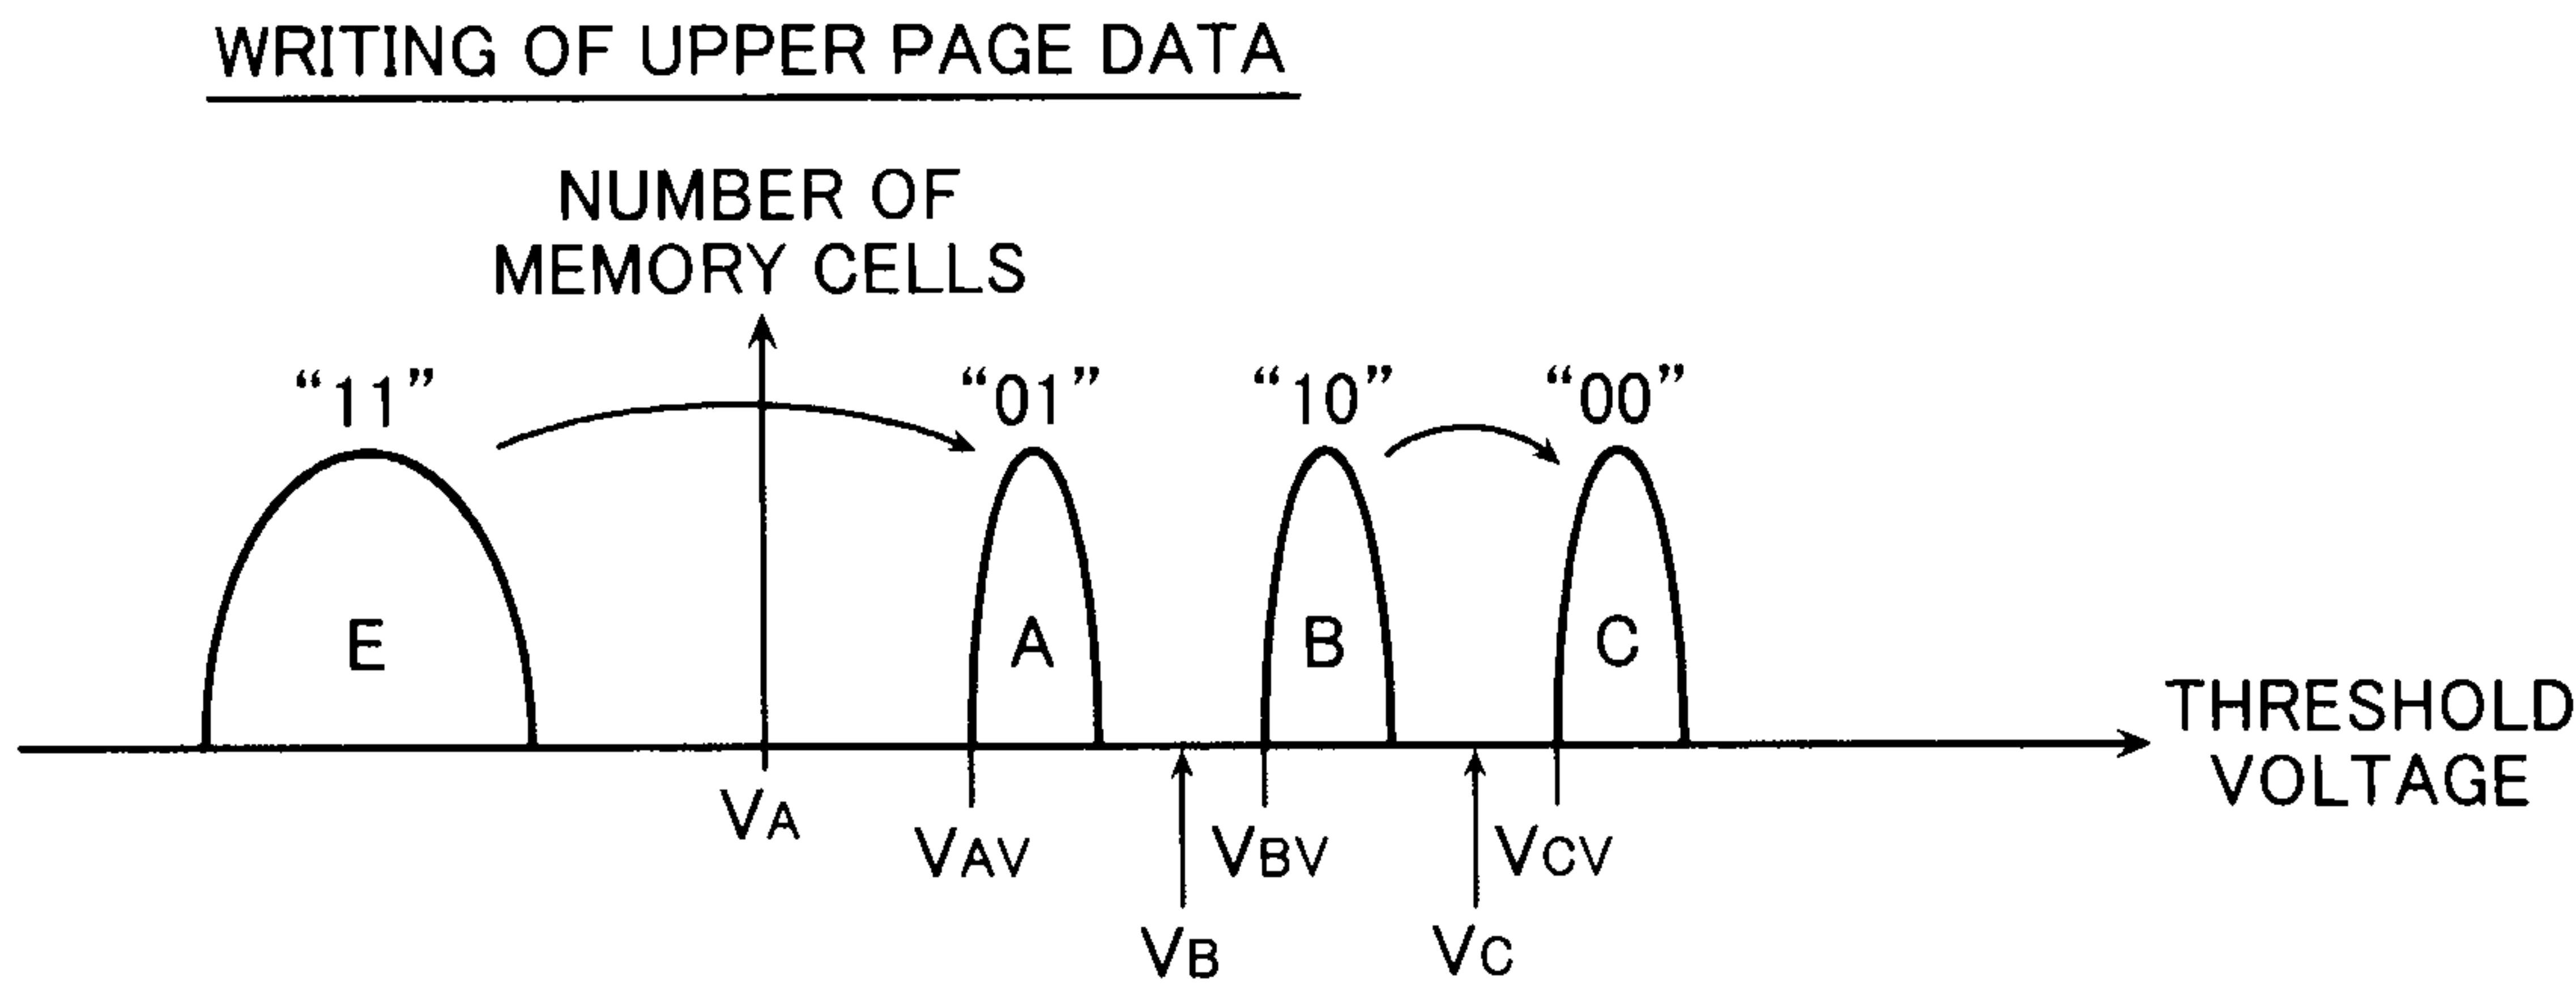 WRITING OF UPPER PAGE DATA
NUMBER OF
MEMORY CELLS
“11”
“01”
“10”
“00”
E
A
B
C
THRESHOLD
VOLTAGE
VA
VAV
VBV
VCV
VB
VC